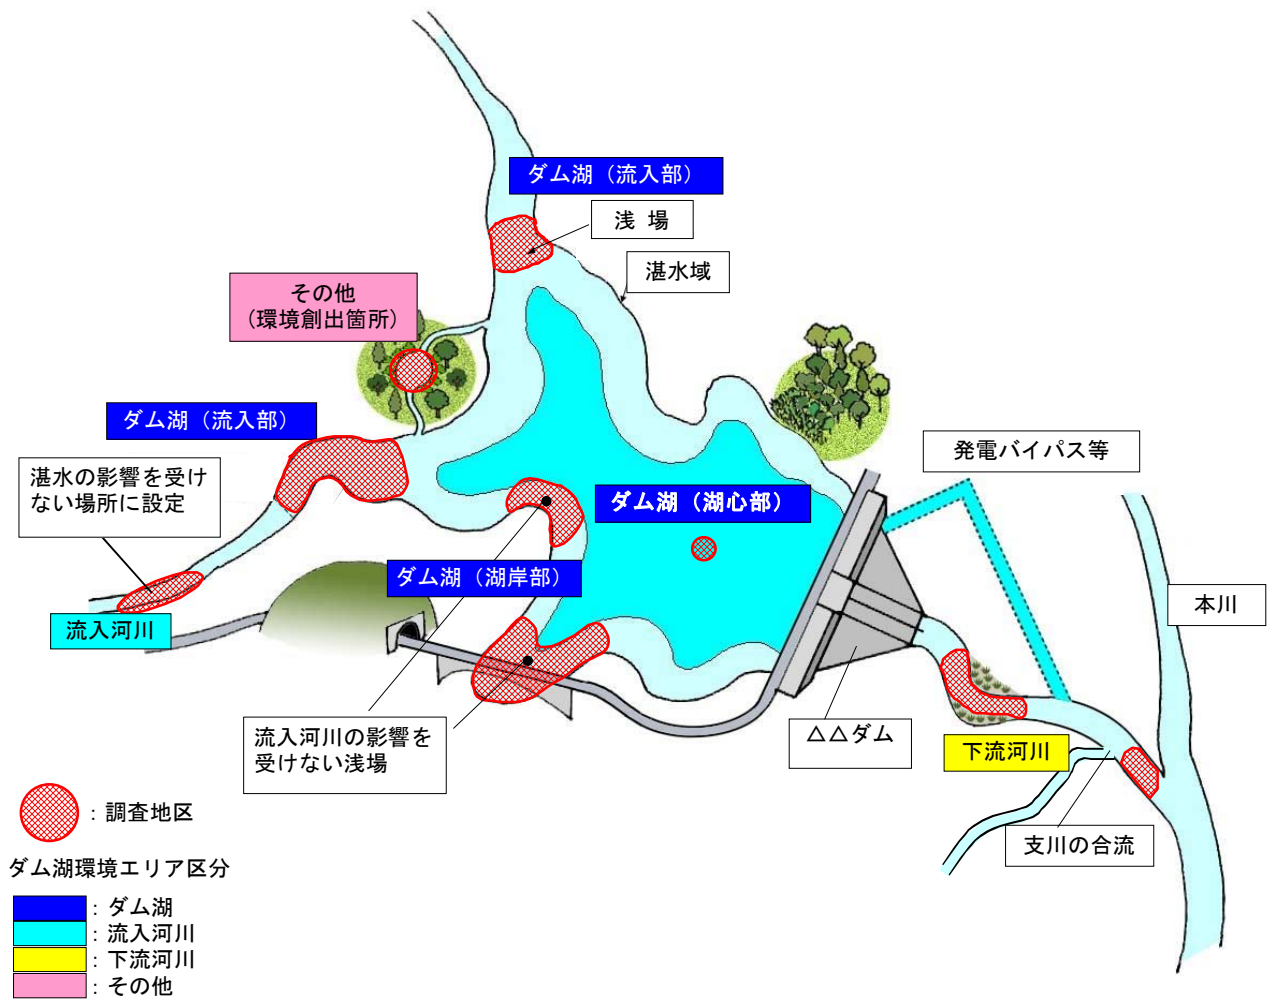 ダム湖（流入部）
浅 場
湛水域
その他
（環境創出箇所）
ダム湖（流入部）
湛水の影響を受け
ない場所に設定
発電バイパス等
ダム湖（湖心部）
ダム湖（湖岸部）
本川
流入河川
流入河川の影響を
受けない浅場
△△ダム
下流河川
支川の合流
：調査地区
ダム湖環境エリア区分
：ダム湖
：流入河川
：下流河川
：その他